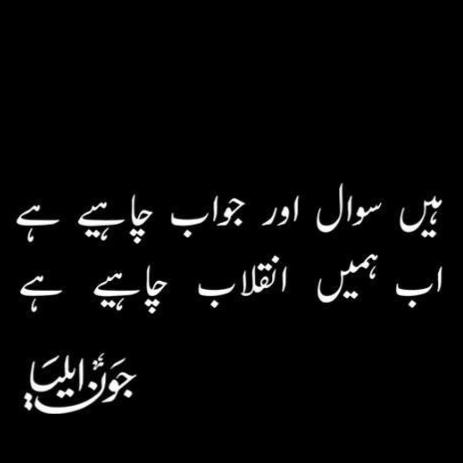 ہیں سوال اور جواب چاہیے ہے
اب ہمیں انقلاب چاہیے ہے
جون ایلیا